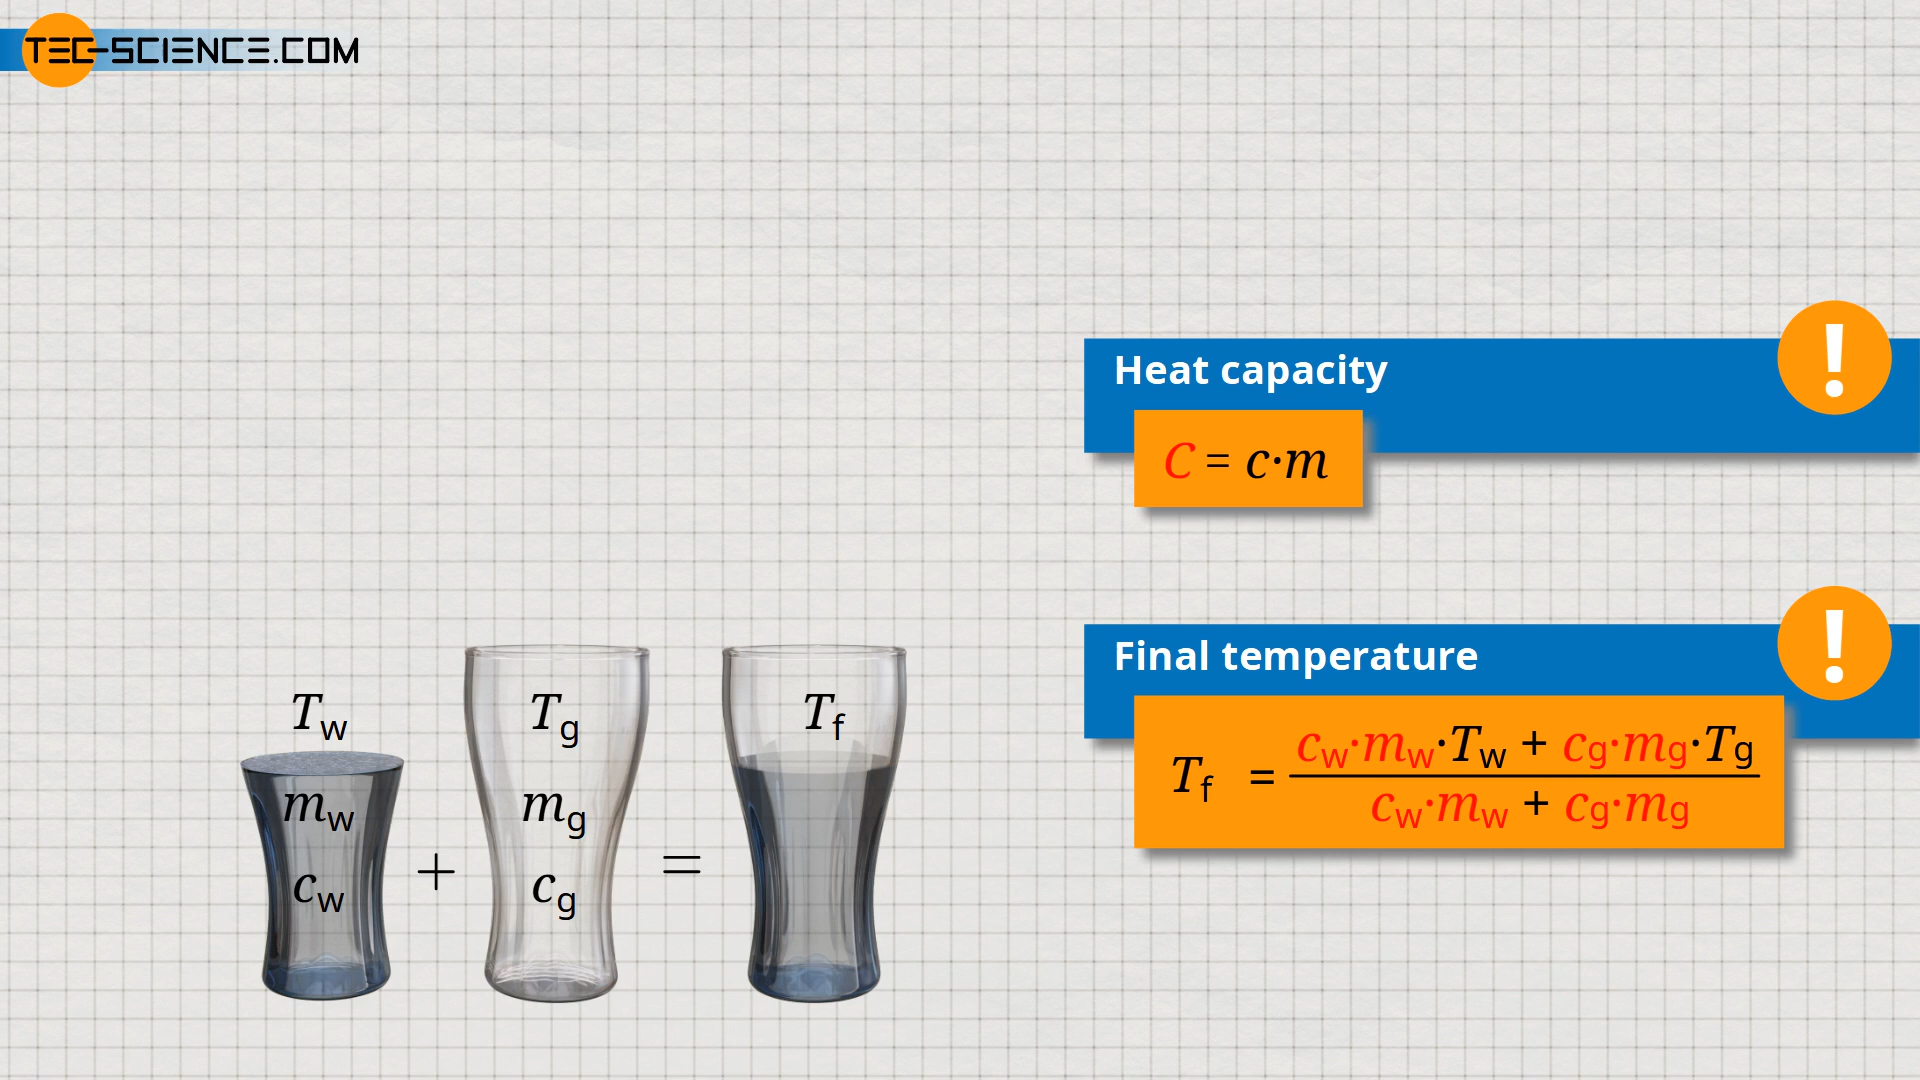 TEC-SCIENCE.COM
Heat capacity
!
C = c·m
Final temperature
!
T_f = (c_w·m_w·T_w + c_g·m_g·T_g) / (c_w·m_w + c_g·m_g)
T_w
m_w
c_w
+
T_g
m_g
c_g
=
T_f